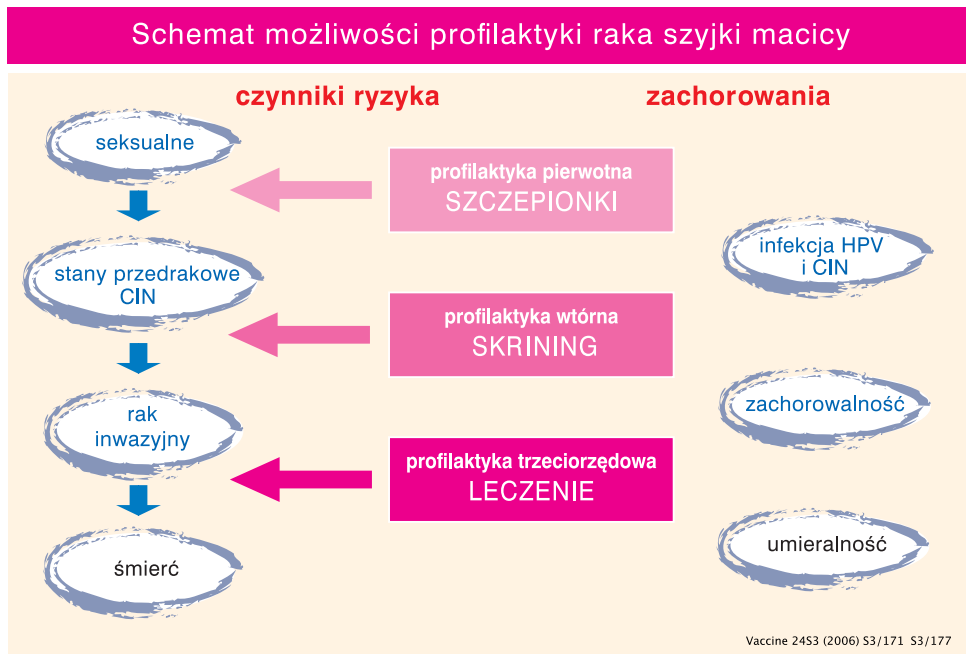 Schemat możliwości profilaktyki raka szyjki macicy
czynniki ryzyka
zachorowania
seksualne
profilaktyka pierwotna
SZCZEPIONKI
infekcja HPV
i CIN
stany przedrakowe
CIN
profilaktyka wtórna
SKRINING
zachorowalność
rak
inwazyjny
profilaktyka trzeciorzędowa
LECZENIE
umieralność
śmierć
Vaccine 24S3 (2006) S3/171 S3/177